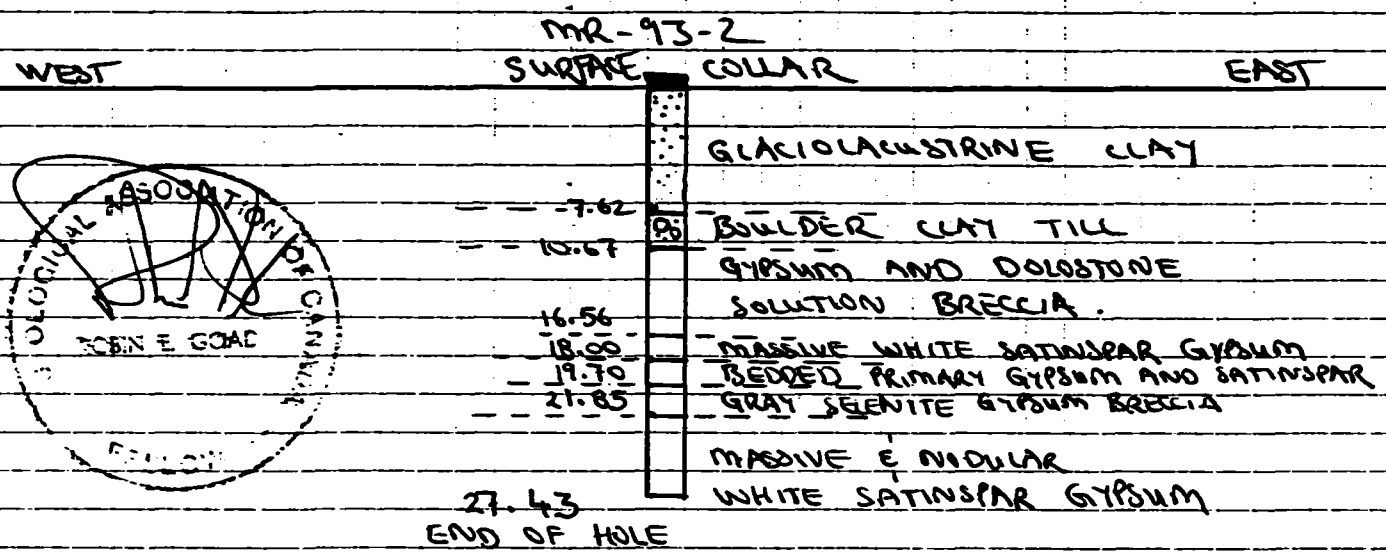 MR-93-2
WEST SURFACE COLLAR EAST
GLACIOLACUSTRINE CLAY
7.62
BOULDER CLAY TILL
10.67
GYPSUM AND DOLOSTONE
SOLUTION BRECCIA.
16.56
MASSIVE WHITE SATINSPAR GYPSUM
18.00
BEDDED PRIMARY GYPSUM AND SATINSPAR
19.70
GRAY SELENITE GYPSUM BRECCIA
21.85
MASSIVE & NODULAR
WHITE SATINSPAR GYPSUM
27.43
END OF HOLE
ASSOCIATION OF
GOAD